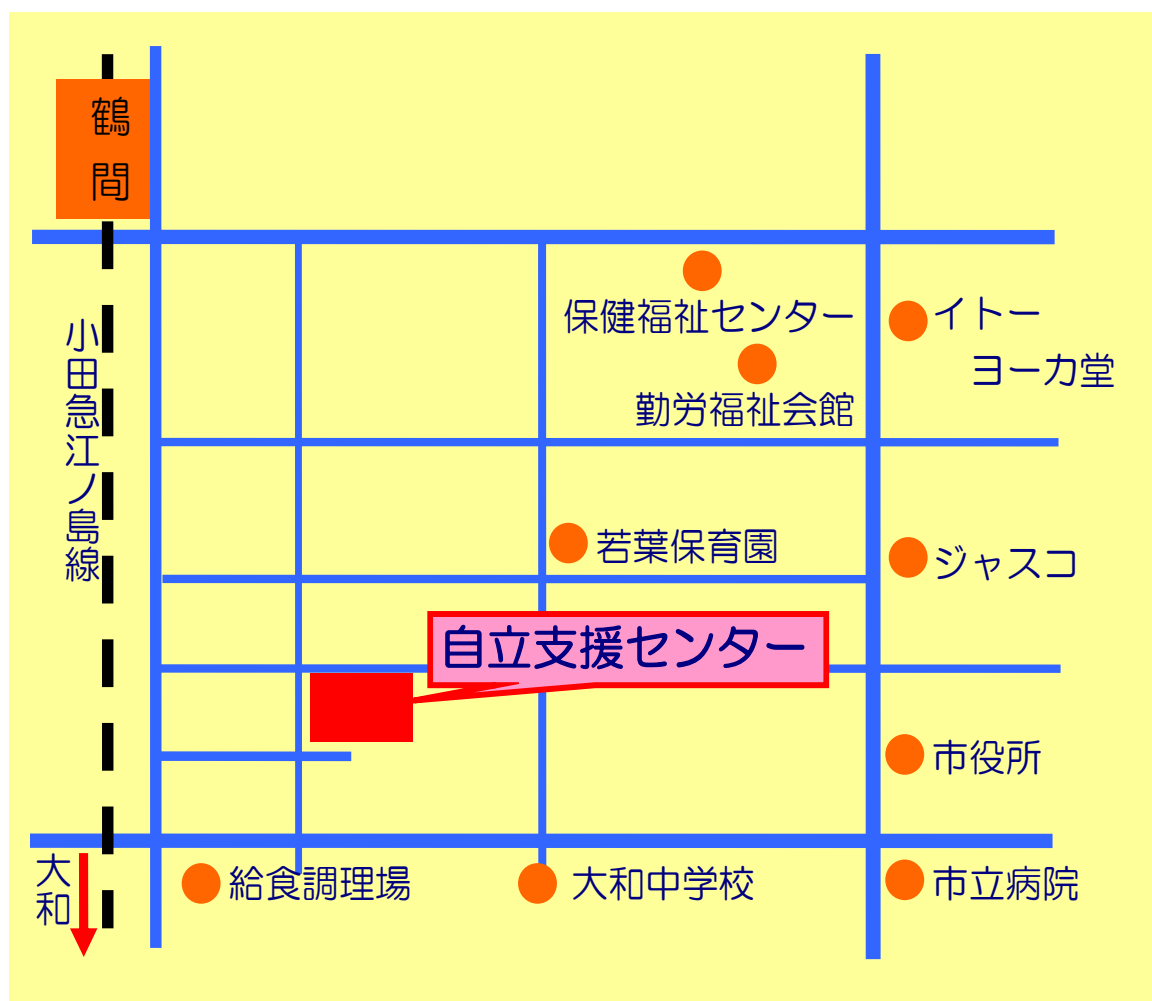 鶴間
保健福祉センター
イトー
ヨーカ堂
小田急江ノ島線
勤労福祉会館
若葉保育園
ジャスコ
自立支援センター
市役所
大和
給食調理場
大和中学校
市立病院